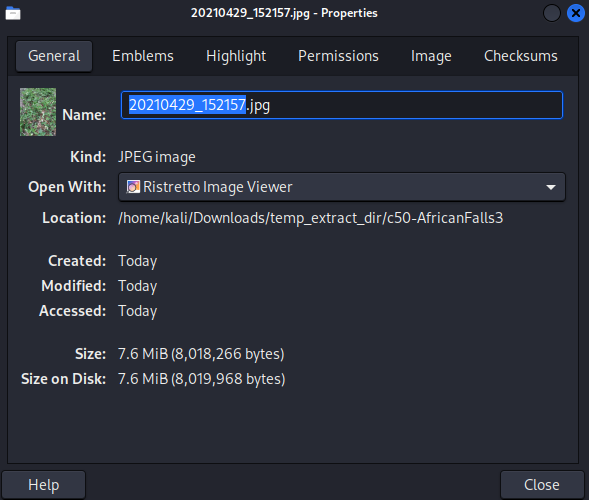 20210429_152157.jpg - Properties
General Emblems Highlight Permissions Image Checksums
Name: 20210429_152157.jpg
Kind: JPEG image
Open With: Ristretto Image Viewer
Location: /home/kali/Downloads/temp_extract_dir/c50-AfricanFalls3
Created: Today
Modified: Today
Accessed: Today
Size: 7.6 MiB (8,018,266 bytes)
Size on Disk: 7.6 MiB (8,019,968 bytes)
Help Close